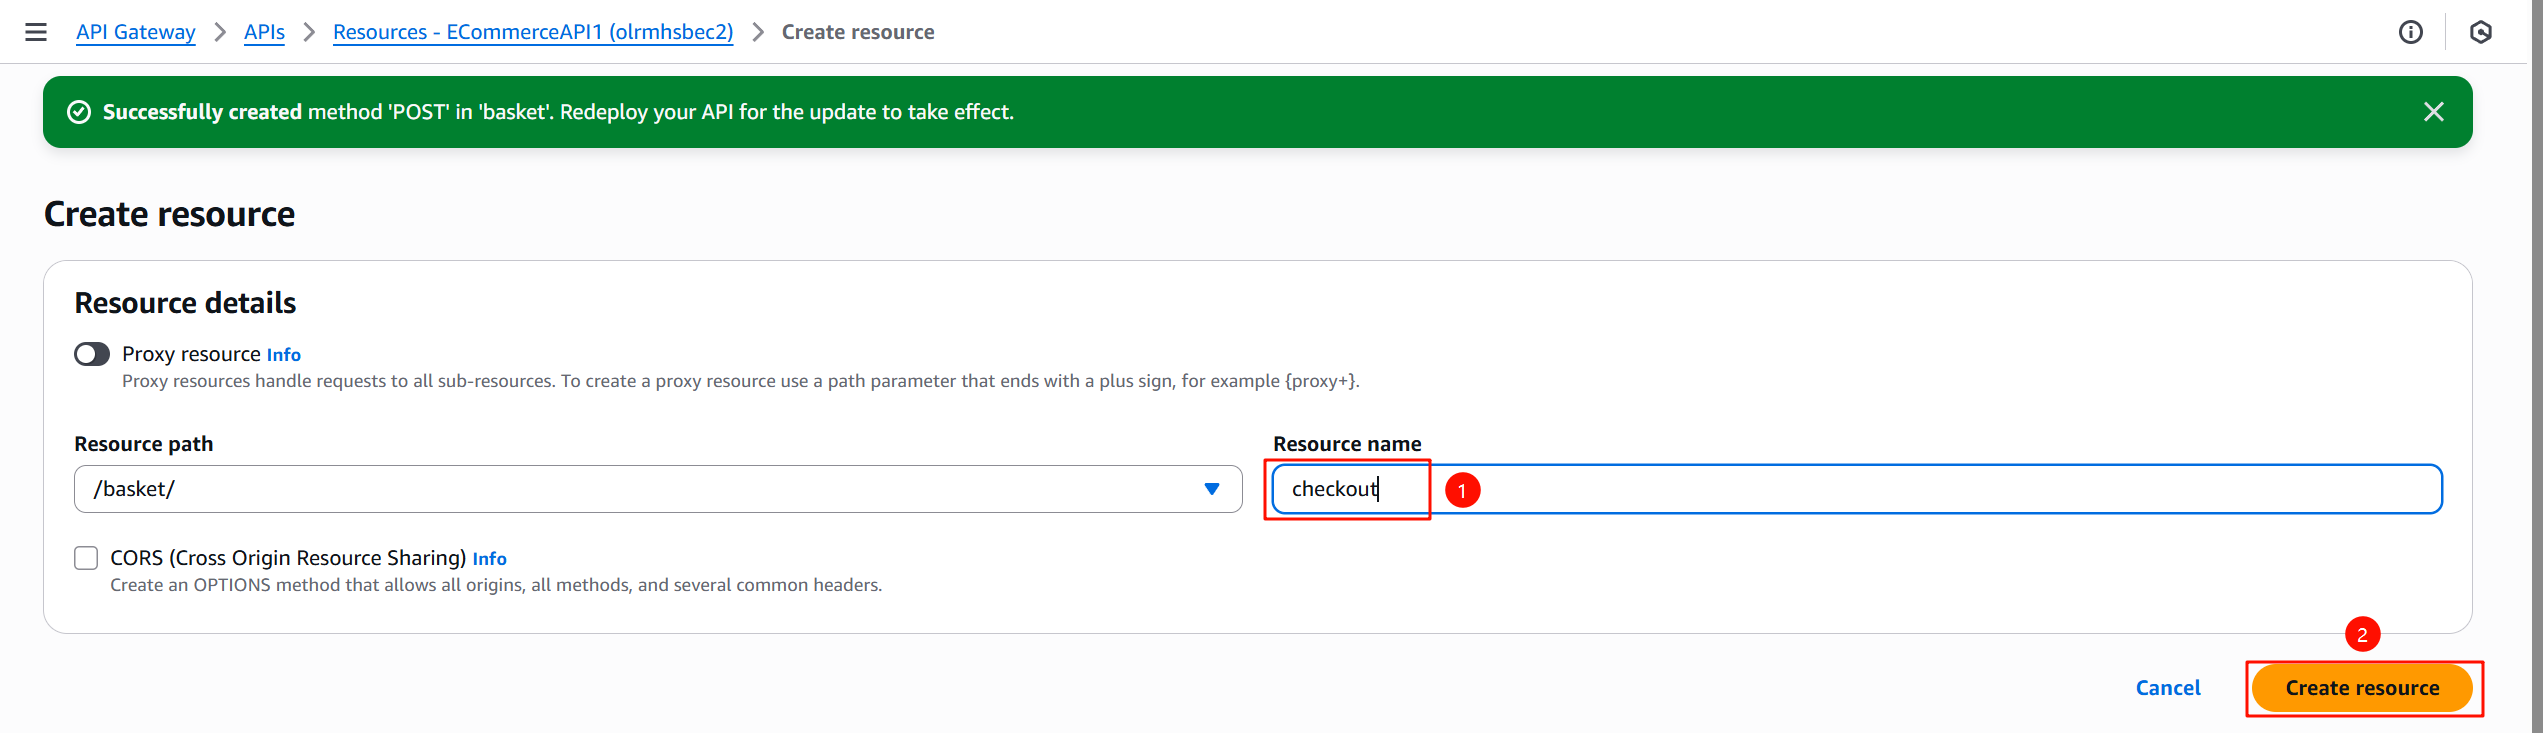 API Gateway > APIs > Resources - ECommerceAPI1 (olrmhsbec2) > Create resource
Successfully created method 'POST' in 'basket'. Redeploy your API for the update to take effect.
Create resource
Resource details
Proxy resource Info
Proxy resources handle requests to all sub-resources. To create a proxy resource use a path parameter that ends with a plus sign, for example {proxy+}.
Resource path
/basket/
Resource name
checkout
1
CORS (Cross Origin Resource Sharing) Info
Create an OPTIONS method that allows all origins, all methods, and several common headers.
2
Cancel
Create resource